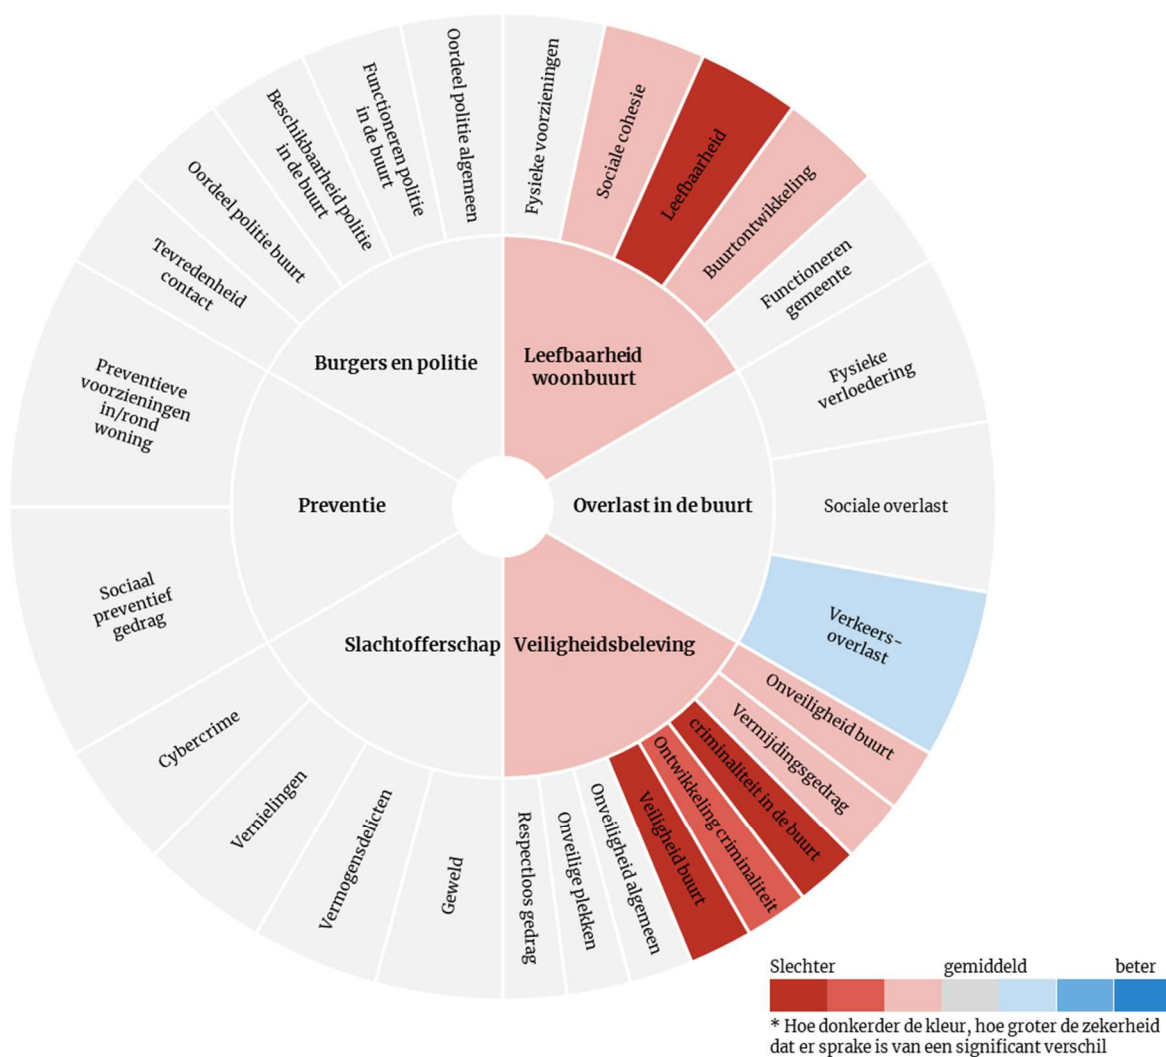 Oordeel politie algemeen
Fysieke voorzieningen
Sociale cohesie
Leefbaarheid
Buurtontwikkeling
Functioneren
gemeente
Fysieke
verloedering
Sociale overlast
Verkeers-
overlast
Onveiligheid buurt
Vermijdingsgedrag
criminaliteit in de buurt
Ontwikkeling criminaliteit
Veiligheid buurt
Onveiligheid algemeen
Onveilige plekken
Respectloos gedrag
Geweld
Vermogensdelicten
Vernielingen
Cybercrime
Sociaal
preventief
gedrag
Preventieve
voorzieningen
in/rond
woning
Tevredenheid
contact
Oordeel politie buurt
Beschikbaarheid politie
in de buurt
Functioneren politie
in de buurt
Burgers en politie
Leefbaarheid
woonbuurt
Preventie
Overlast in de buurt
Slachtofferschap
Veiligheidsbeleving
Slechter gemiddeld beter
* Hoe donkerder de kleur, hoe groter de zekerheid
dat er sprake is van een significant verschil